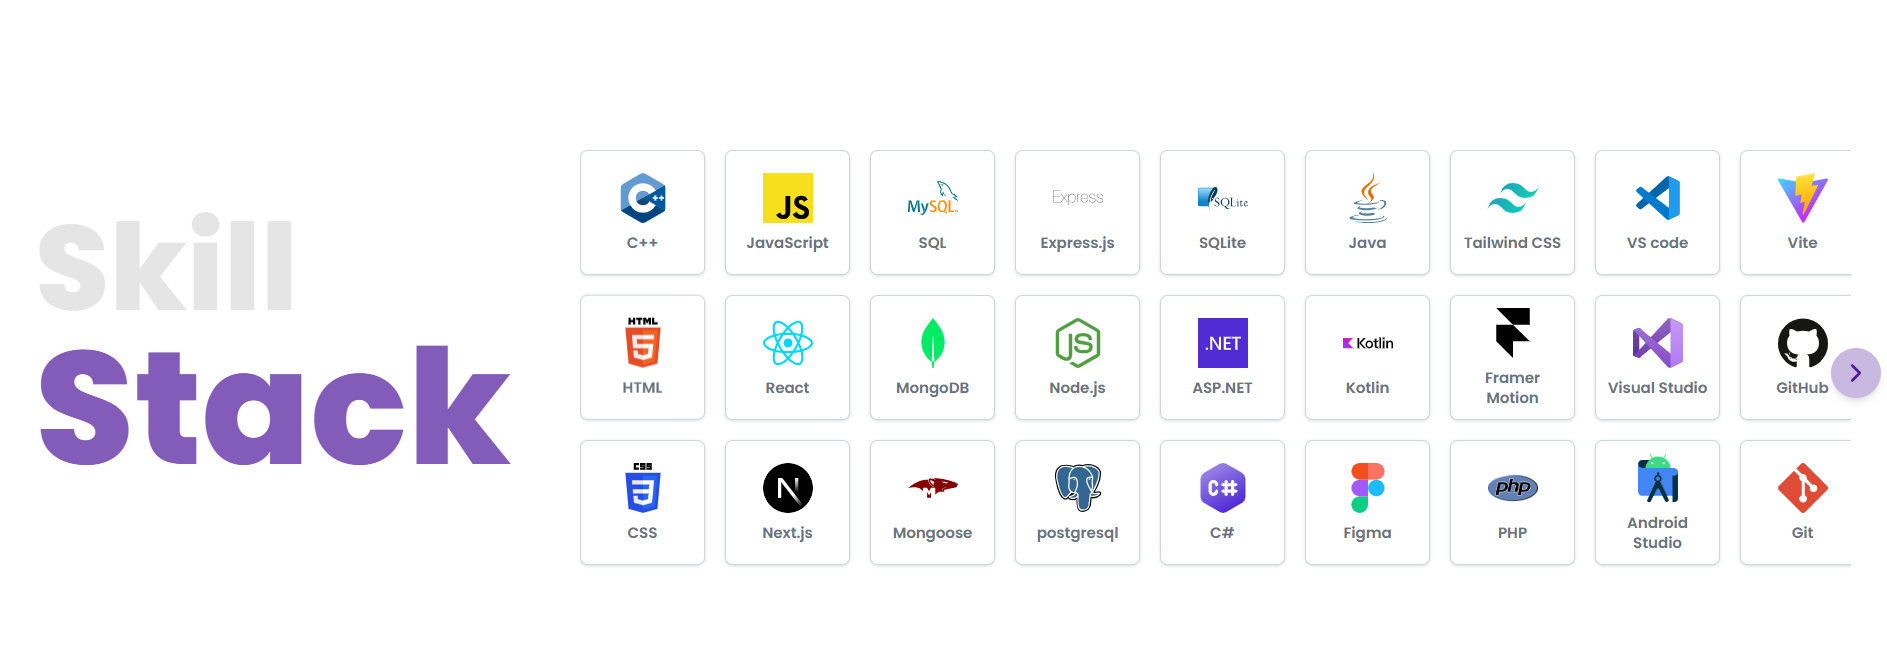 Skill
Stack
C++
JS
JavaScript
MySQL
SQL
Express
Express.js
SQLite
SQLite
Java
Tailwind CSS
VS code
Vite
HTML
5
HTML
React
MongoDB
JS
Node.js
.NET
ASP.NET
Kotlin
Kotlin
Framer
Motion
Visual Studio
GitHub
CSS
3
CSS
N
Next.js
M
Mongoose
postgresql
C#
C#
Figma
php
PHP
Android
Studio
Git